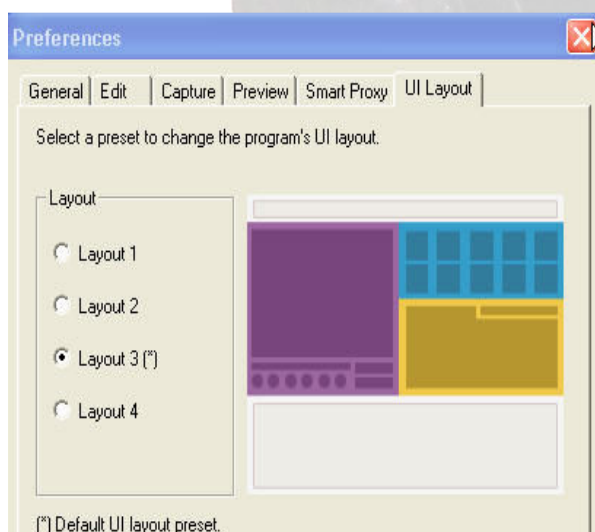 Preferences
General Edit Capture Preview Smart Proxy UI Layout
Select a preset to change the program's UI layout.
Layout
Layout 1
Layout 2
Layout 3 (*)
Layout 4
(*) Default UI layout preset.